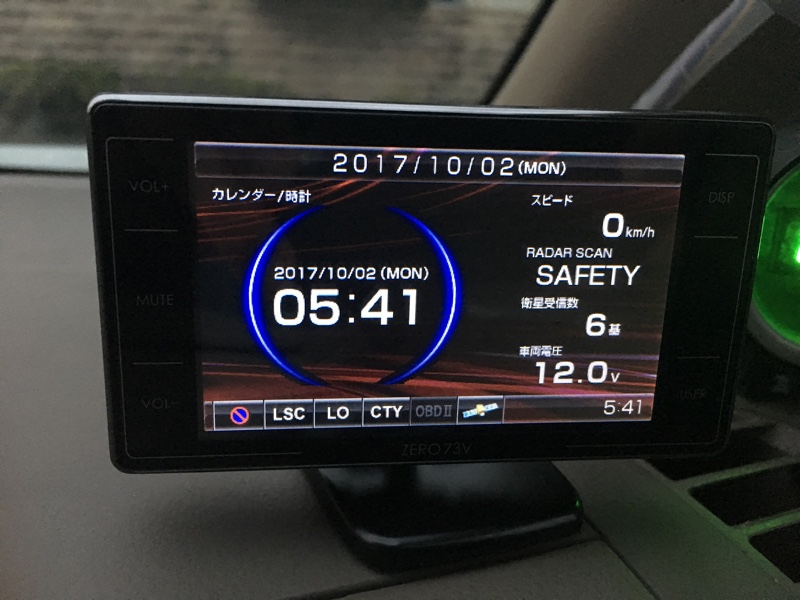 2017/10/02(MON)
VOL+
MUTE
VOL-
カレンダー/時計
2017/10/02 (MON)
05:41
スピード
0km/h
RADAR SCAN
SAFETY
衛星受信数
6基
車両電圧
12.0V
LSC
LO
CTY
OBDⅡ
5:41
DISP
ZERO 73V